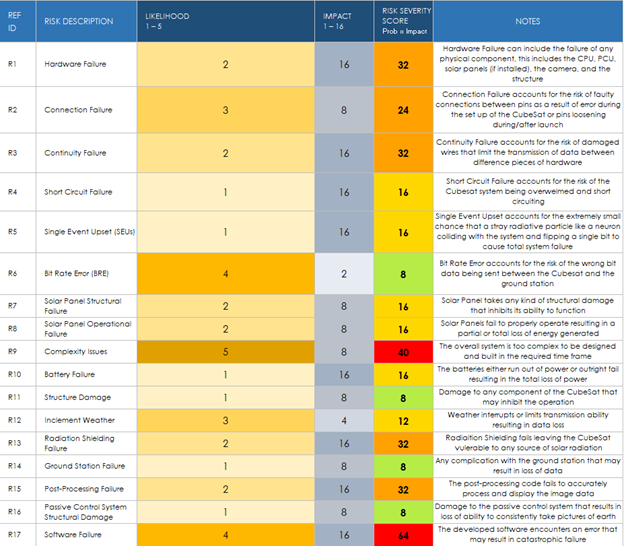 REF ID RISK DESCRIPTION LIKELIHOOD 1 – 5 IMPACT 1 – 16 RISK SEVERITY SCORE Prob = Impact NOTES
R1 Hardware Failure 2 16 32 Hardware Failure can include the failure of any physical component, this includes the CPU, PCU, solar panels (if installed), the camera, and the structure
R2 Connection Failure 3 8 24 Connection Failure accounts for the risk of faulty connections between pins as a result of error during the set up of the CubeSat or pins loosening during/after launch
R3 Continuity Failure 2 16 32 Continuity Failure accounts for the risk of damaged wires that limit the transmission of data between difference pieces of hardware
R4 Short Circuit Failure 1 16 16 Short Circuit Failure accounts for the risk of the Cubesat system being overwelmed and short circuiting
R5 Single Event Upset (SEUs) 1 16 16 Single Event Upset accounts for the extremely small chance that a stray radiative particle like a neuron colliding with the system and flipping a single bit to cause total system failure
R6 Bit Rate Error (BRE) 4 2 8 Bit Rate Error accounts for the risk of the wrong bit data being sent between the Cubesat and the ground station
R7 Solar Panel Structural Failure 2 8 16 Solar Panel takes any kind of structural damage that inhibits its ability to function
R8 Solar Panel Operational Failure 2 8 16 Solar Panels fail to properly operate resulting in a partial or total loss of energy generated
R9 Complexity Issues 5 8 40 The overall system is too complex to be designed and built in the required time frame
R10 Battery Failure 1 16 16 The batteries either run out of power or outright fail resulting in the total loss of power
R11 Structure Damage 1 8 8 Damage to any component of the CubeSat that may inhibit the operation
R12 Inclement Weather 3 4 12 Weather interrupts or limits transmission ability resulting in data loss
R13 Radiation Shielding Failure 2 16 32 Radiaition Shielding fails leaving the CubeSat vulerable to any source of solar radiation
R14 Ground Station Failure 1 8 8 Any complication with the ground station that may result in loss of data
R15 Post-Processing Failure 2 16 32 The post-processing code fails to accurately process and display the image data
R16 Passive Control System Structural Damage 1 8 8 Damage to the passive control system that results in loss of ability to consistently take pictures of earth
R17 Software Failure 4 16 64 The developed software encounters an error that may result in catastrophic failure